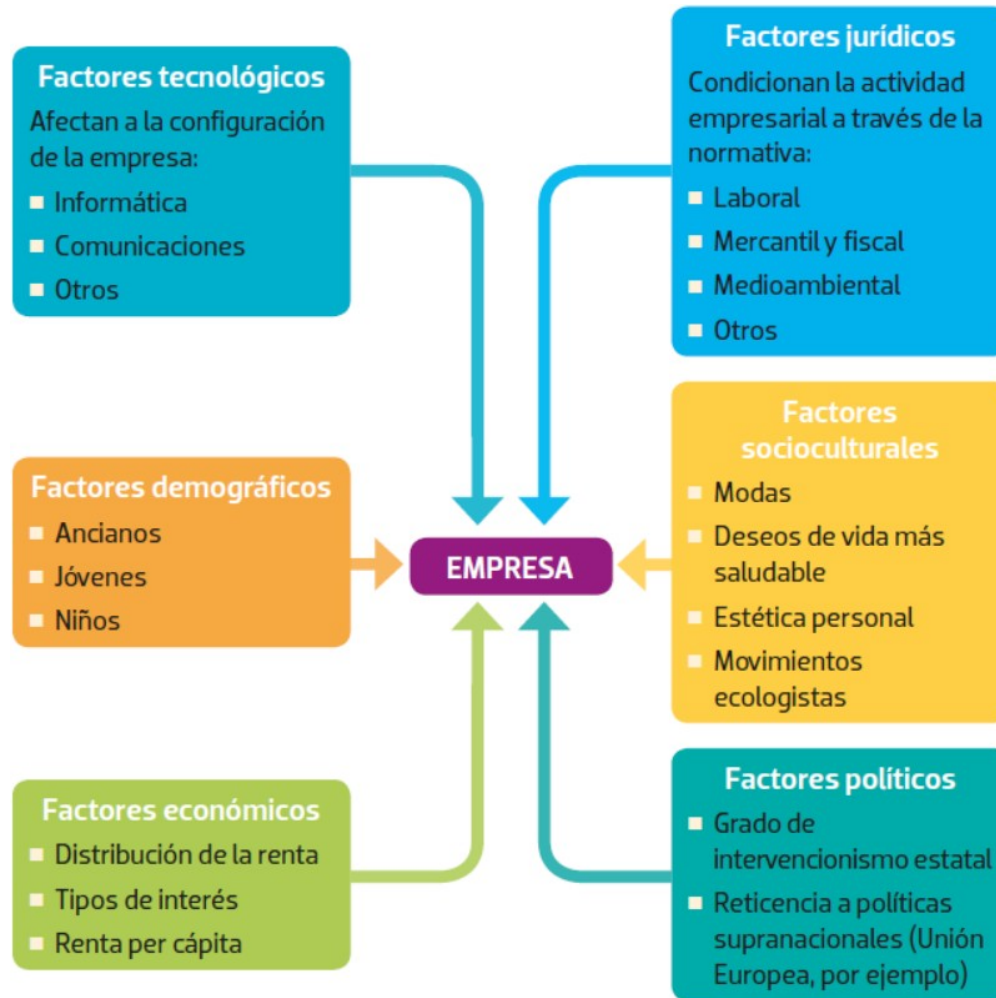 Factores tecnológicos
Afectan a la configuración
de la empresa:
Informática
Comunicaciones
Otros
Factores jurídicos
Condicionan la actividad
empresarial a través de la
normativa:
Laboral
Mercantil y fiscal
Medioambiental
Otros
Factores demográficos
Ancianos
Jóvenes
Niños
EMPRESA
Factores
socioculturales
Modas
Deseos de vida más
saludable
Estética personal
Movimientos
ecologistas
Factores económicos
Distribución de la renta
Tipos de interés
Renta per cápita
Factores políticos
Grado de
intervencionismo estatal
Reticencia a políticas
supranacionales (Unión
Europea, por ejemplo)